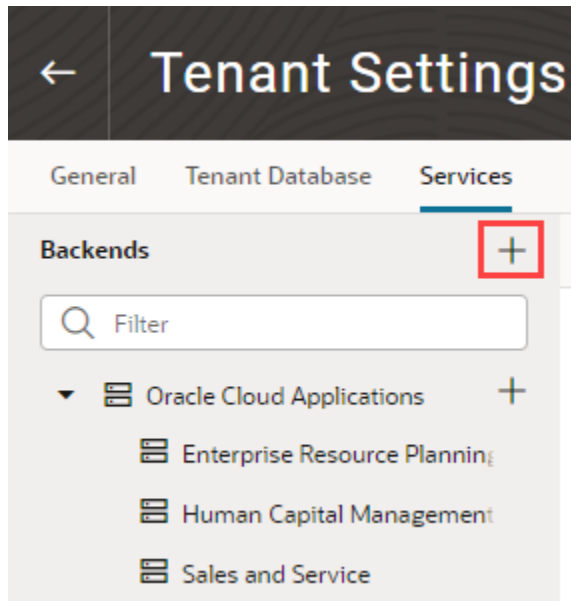 Tenant Settings
General Tenant Database Services
Backends
Filter
Oracle Cloud Applications
Enterprise Resource Planning
Human Capital Management
Sales and Service